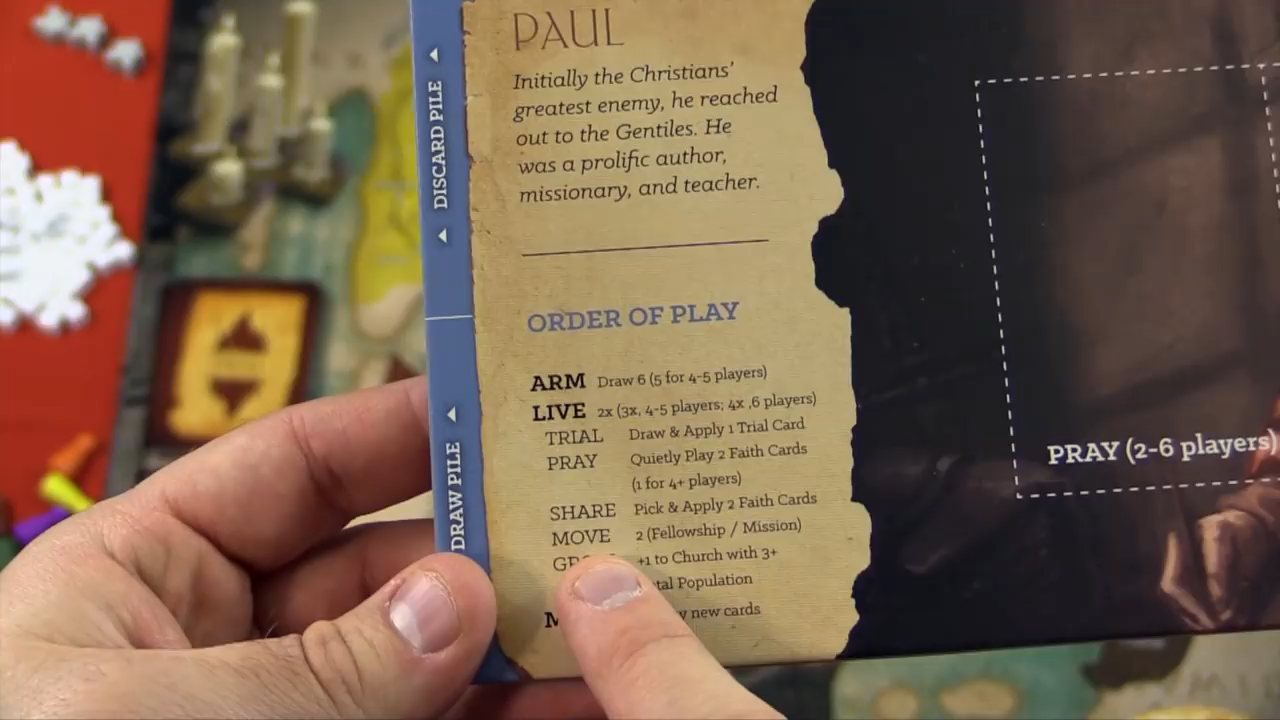 PAUL
Initially the Christians'
greatest enemy, he reached
out to the Gentiles. He
was a prolific author,
missionary, and teacher.
ORDER OF PLAY
ARM Draw 6 (5 for 4-5 players)
LIVE 2x (3x, 4-5 players; 4x ,6 players)
TRIAL Draw & Apply 1 Trial Card
PRAY Quietly Play 2 Faith Cards
(1 for 4+ players)
SHARE Pick & Apply 2 Faith Cards
MOVE 2 (Fellowship / Mission)
+1 to Church with 3+
Population
new cards
DISCARD PILE
DRAW PILE
PRAY (2-6 players)